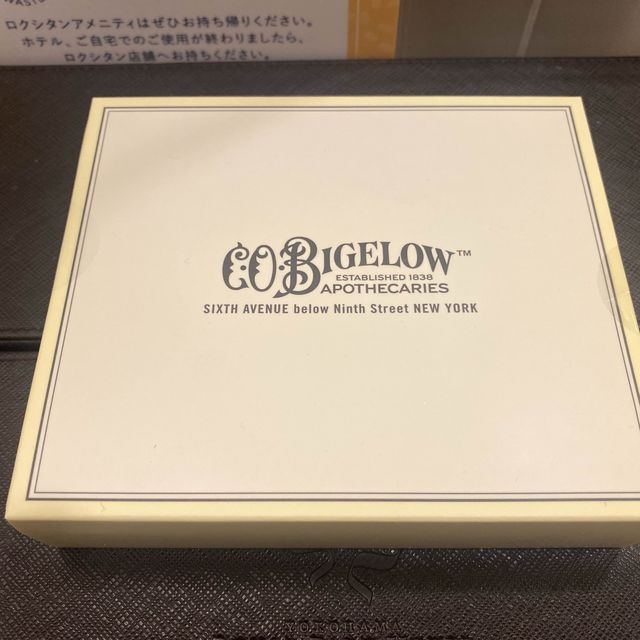 ロクシタンアメニティはぜひお持ち帰りください。
ホテル、ご自宅でのご使用が終わりましたら、
ロクシタン店舗へお持ちください。
C.O. BIGELOW™
ESTABLISHED 1838
APOTHECARIES
SIXTH AVENUE below Ninth Street NEW YORK
YOKOHAMA